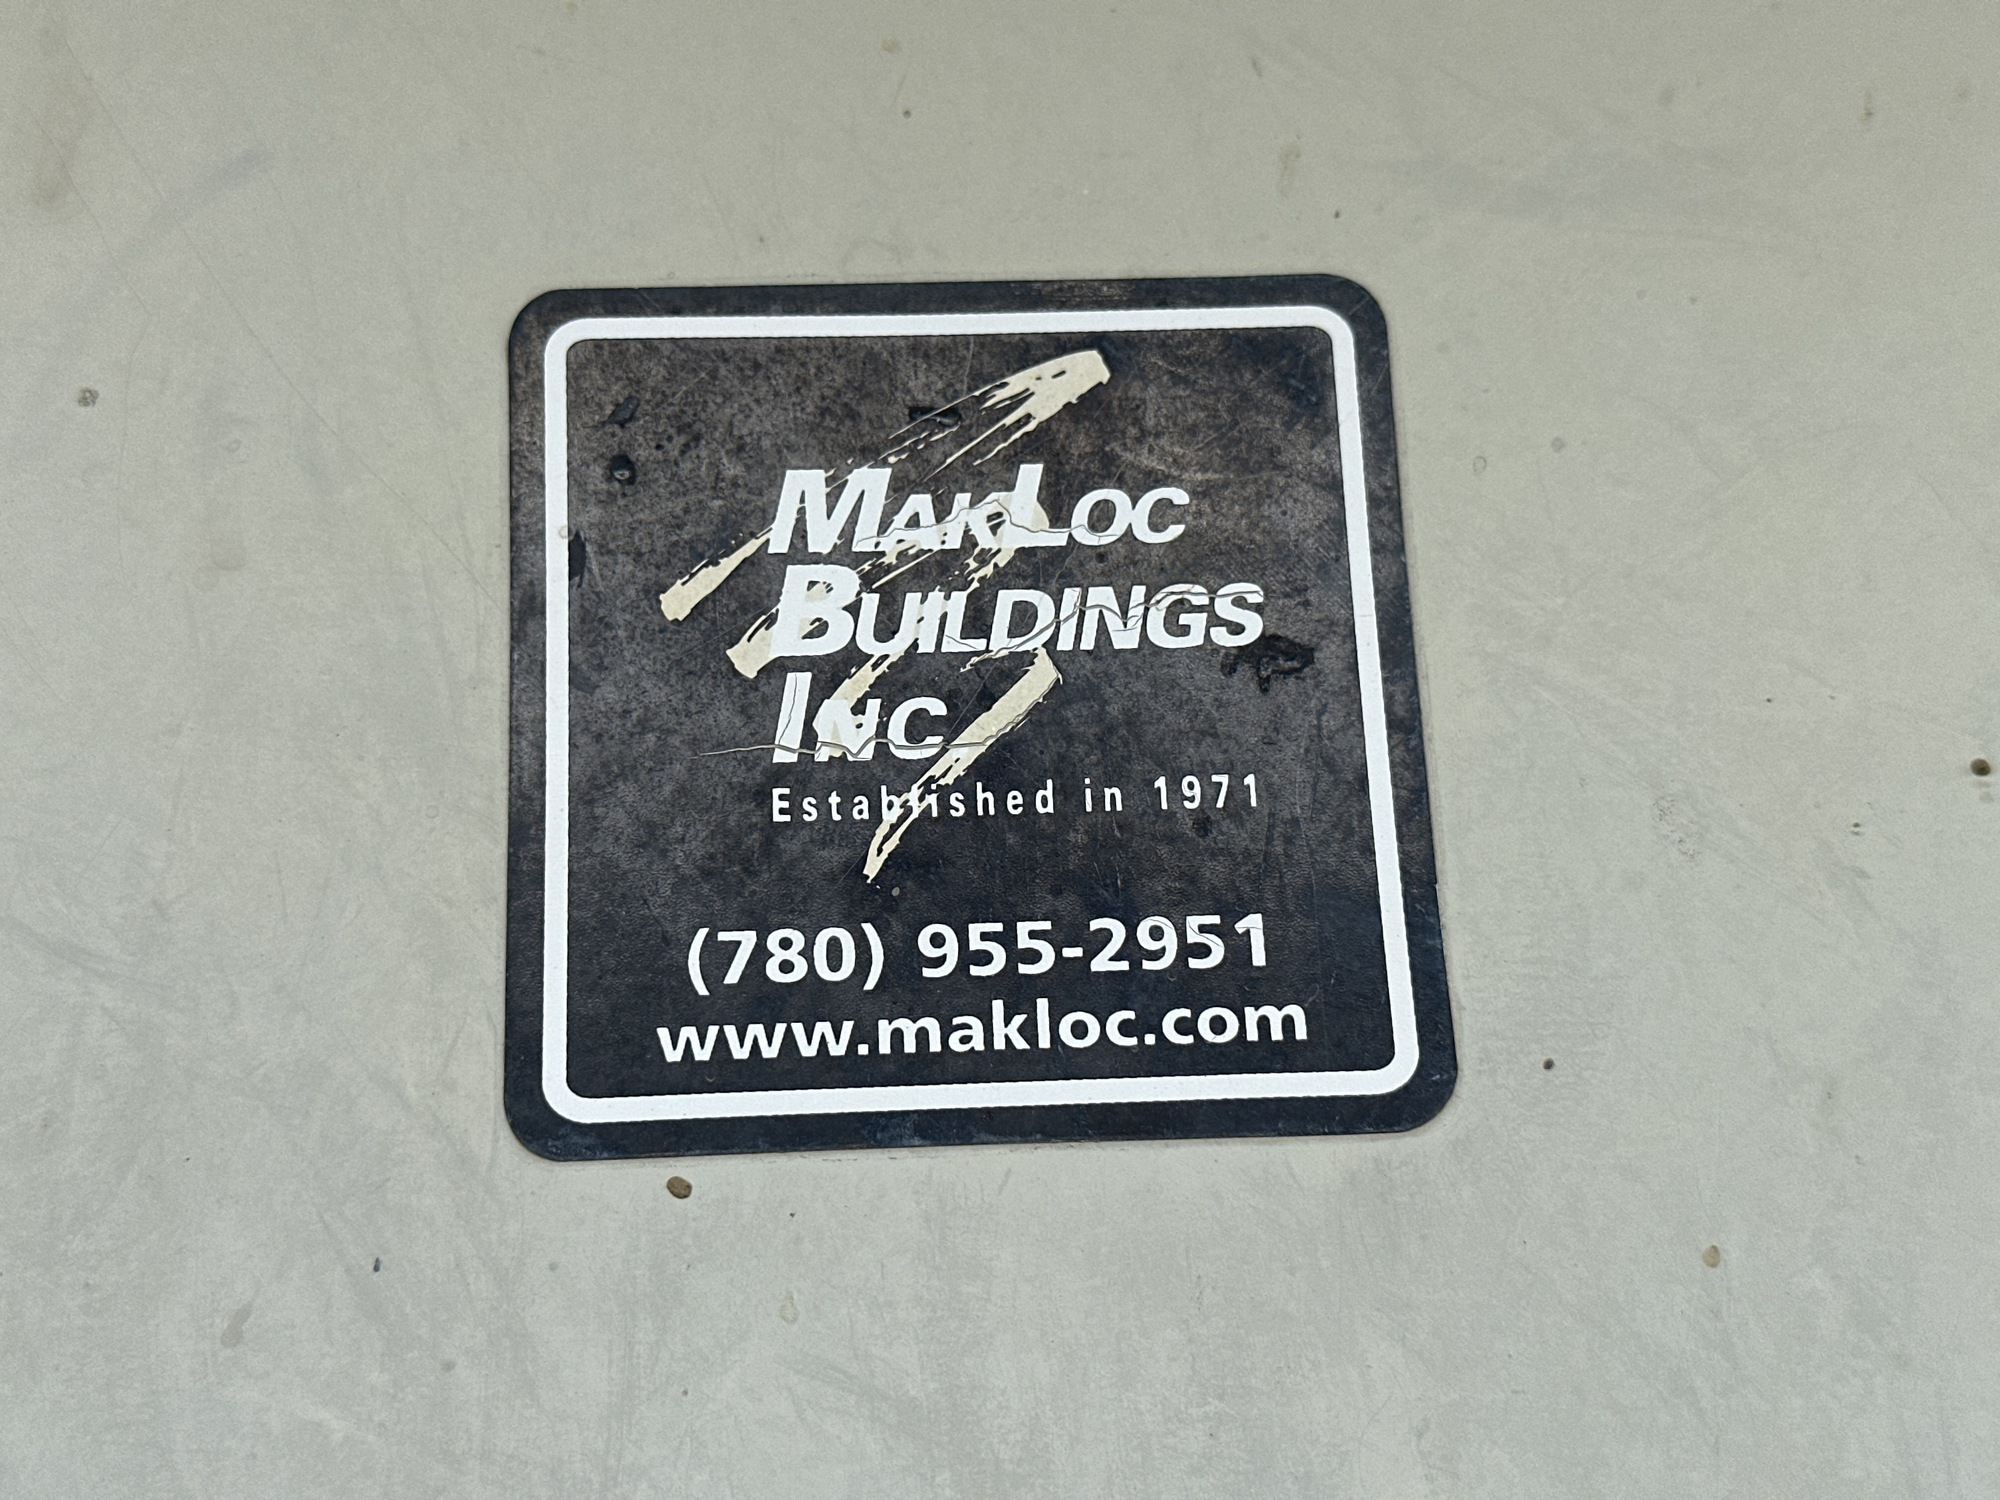 MAKLOC
BUILDINGS
INC
Established in 1971
(780) 955-2951
www.makloc.com